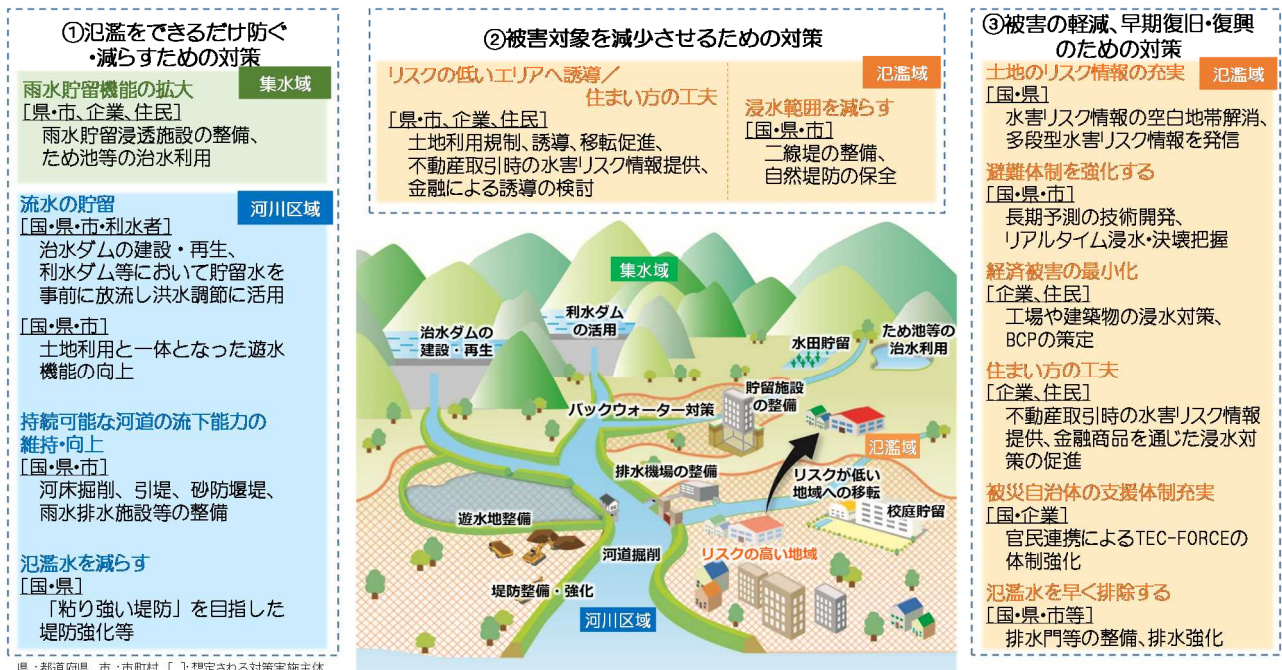 ①氾濫をできるだけ防ぐ
・減らすための対策
集水域
雨水貯留機能の拡大
[県・市、企業、住民]
雨水貯留浸透施設の整備、
ため池等の治水利用
流水の貯留
河川区域
[国・県・市・利水者]
治水ダムの建設・再生、
利水ダム等において貯留水を
事前に放流し洪水調節に活用
[国・県・市]
土地利用と一体となった遊水
機能の向上
持続可能な河道の流下能力の
維持・向上
[国・県・市]
河床掘削、引堤、砂防堰堤、
雨水排水施設等の整備
氾濫水を減らす
[国・県]
「粘り強い堤防」を目指した
堤防強化等
県:都道府県 市:市町村 [ ]:想定される対策実施主体
②被害対象を減少させるための対策
リスクの低いエリアへ誘導/
住まい方の工夫
[県・市、企業、住民]
土地利用規制、誘導、移転促進、
不動産取引時の水害リスク情報提供、
金融による誘導の検討
氾濫域
浸水範囲を減らす
[国・県・市]
二線堤の整備、
自然堤防の保全
集水域
治水ダムの
建設・再生
利水ダム
の活用
水田貯留
ため池等の
治水利用
バックウォーター対策
貯留施設
の整備
氾濫域
排水機場の整備
リスクが低い
地域への移転
遊水地整備
校庭貯留
河道掘削
リスクの高い地域
堤防整備・強化
河川区域
③被害の軽減、早期復旧・復興
のための対策
土地のリスク情報の充実
氾濫域
[国・県]
水害リスク情報の空白地帯解消、
多段型水害リスク情報を発信
避難体制を強化する
[国・県・市]
長期予測の技術開発、
リアルタイム浸水・決壊把握
経済被害の最小化
[企業、住民]
工場や建築物の浸水対策、
BCPの策定
住まい方の工夫
[企業、住民]
不動産取引時の水害リスク情報
提供、金融商品を通じた浸水対
策の促進
被災自治体の支援体制充実
[国・企業]
官民連携によるTEC-FORCEの
体制強化
氾濫水を早く排除する
[国・県・市等]
排水門等の整備、排水強化